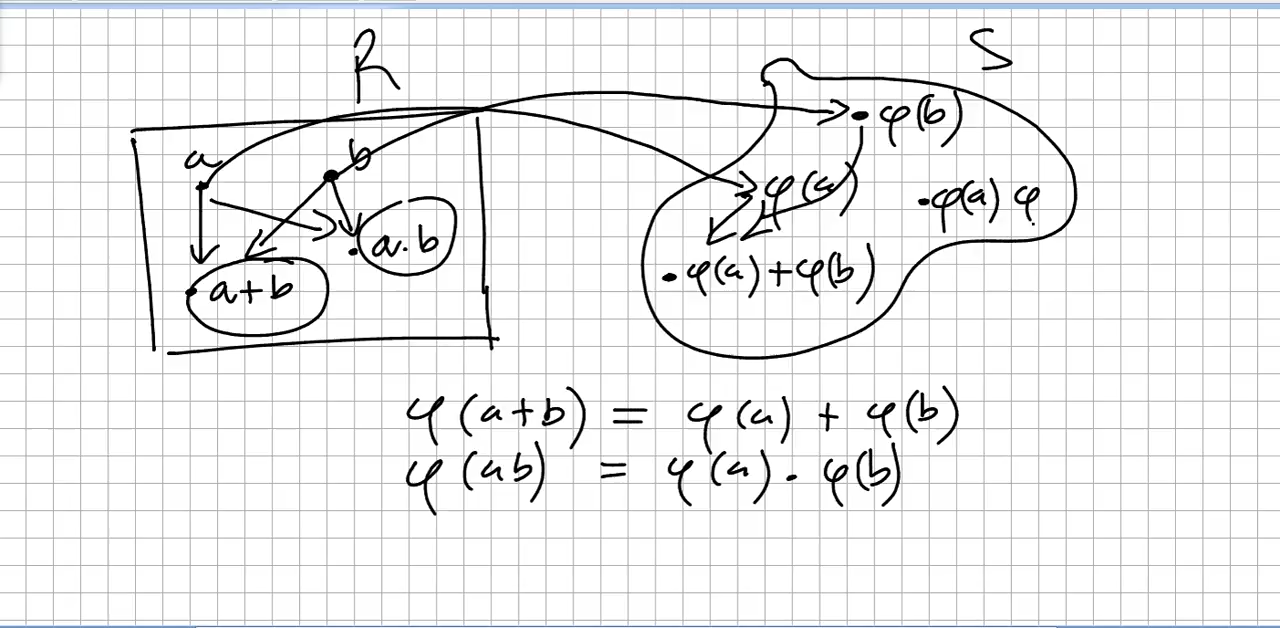 R
S
a
b
a·b
a+b
φ(b)
φ(a)
·φ(a) φ
·φ(a)+φ(b)
φ(a+b) = φ(a) + φ(b)
φ(ab) = φ(a) · φ(b)